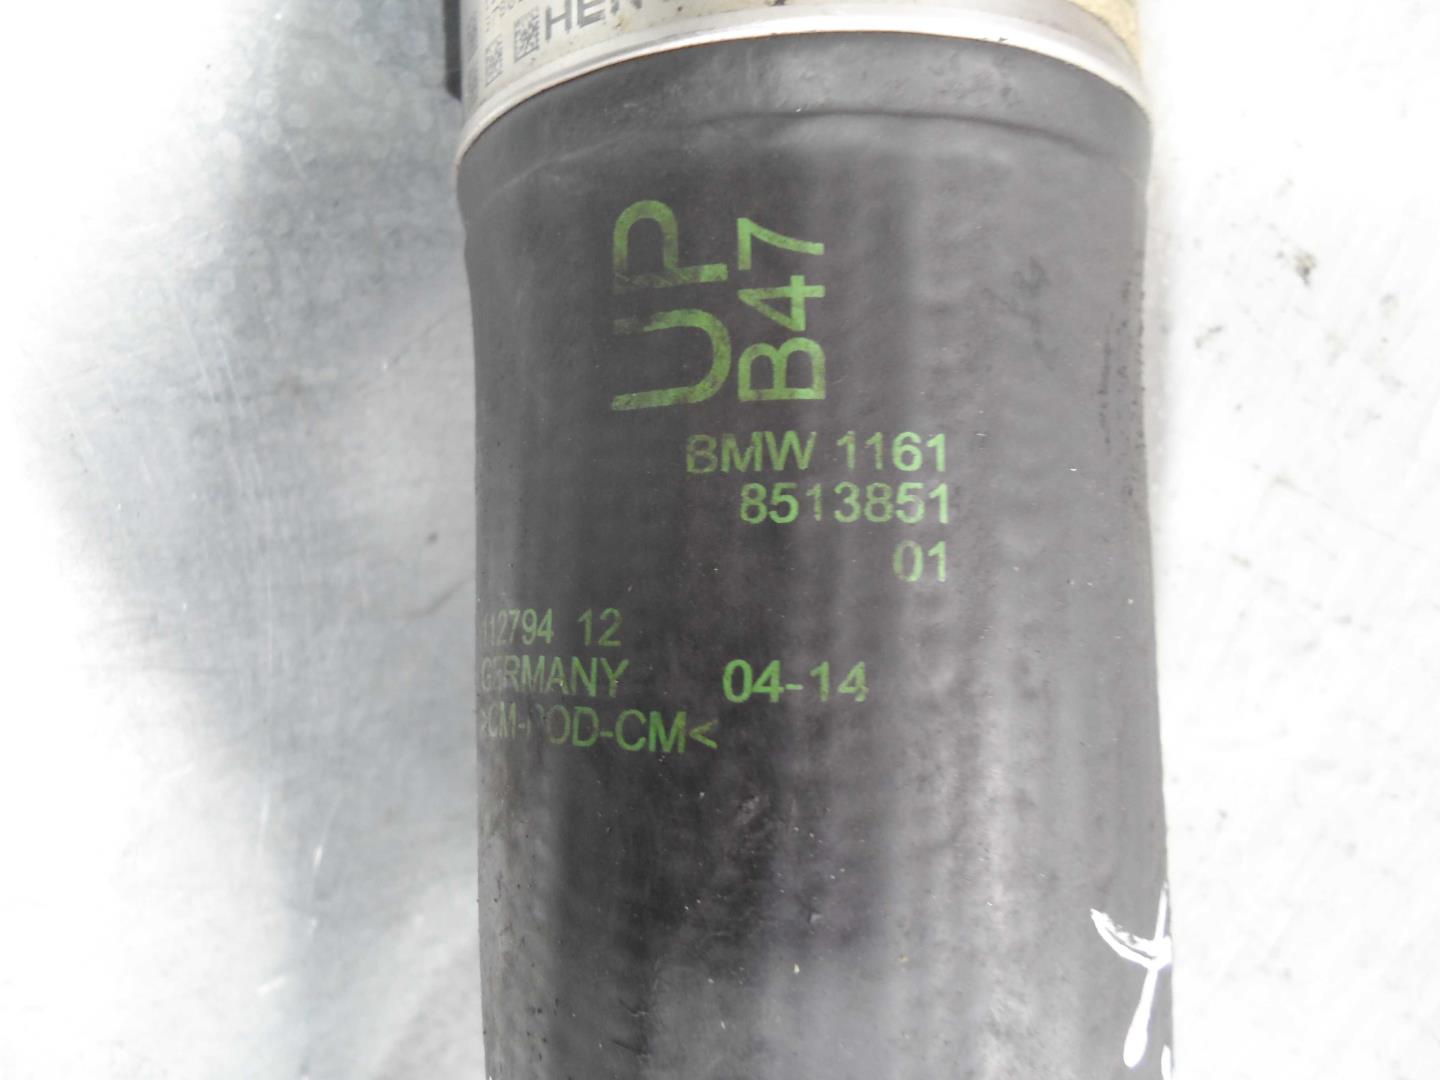 UP
B47
BMW 1161
8513851
01
112794 12
GERMANY 04-14